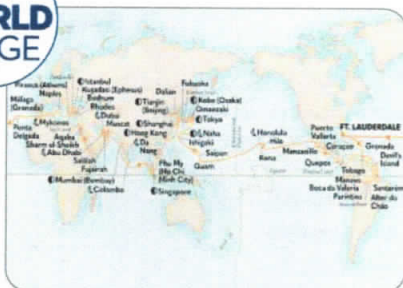 RLD
GE
Istanbul
Piraeus (Athens)
Kuşadası (Ephesus)
Naples
Bodrum
Málaga
Rhodes
(Granada)
Dubai
Mykonos
Muscat
Ponta
Delgada
Aqaba
Sharm el Sheikh
Abu Dhabi
Salalah
Fujairah
Mumbai (Bombay)
Colombo
Dalian
Tianjin
(Beijing)
Shanghai
Hong Kong
Da
Nang
Phu My
(Ho Chi
Minh City)
Singapore
Fukuoka
Kobe (Osaka)
Omaezaki
Tokyo
Naha
Ishigaki
Saipan
Guam
Honolulu
Hilo
Kona
Puerto
Vallarta
Manzanillo
Quepos
FT. LAUDERDALE
Curaçao
Grenada
Devil's
Island
Tobago
Manaus
Boca da Valeria
Parintins
Santarém
Alter do
Chão